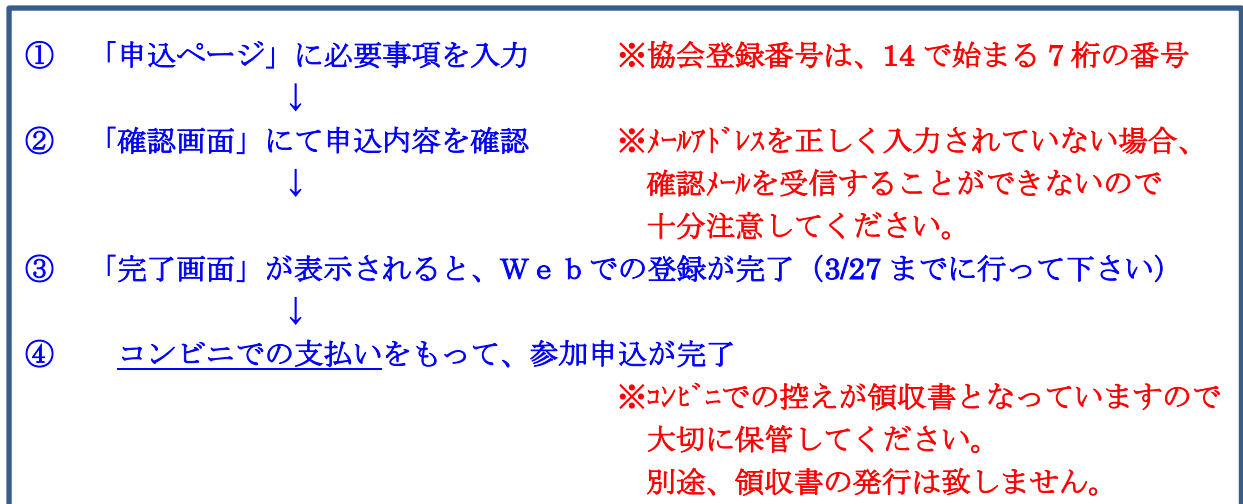 ① 「申込ページ」に必要事項を入力 ※協会登録番号は、14で始まる7桁の番号
↓
② 「確認画面」にて申込内容を確認 ※ﾒｰﾙｱﾄﾞﾚｽを正しく入力されていない場合、
↓ 確認ﾒｰﾙを受信することができないので
十分注意してください。
③ 「完了画面」が表示されると、Ｗｅｂでの登録が完了（3/27までに行って下さい）
↓
④ コンビニでの支払いをもって、参加申込が完了
※ｺﾝﾋﾞﾆでの控えが領収書となっていますので
大切に保管してください。
別途、領収書の発行は致しません。